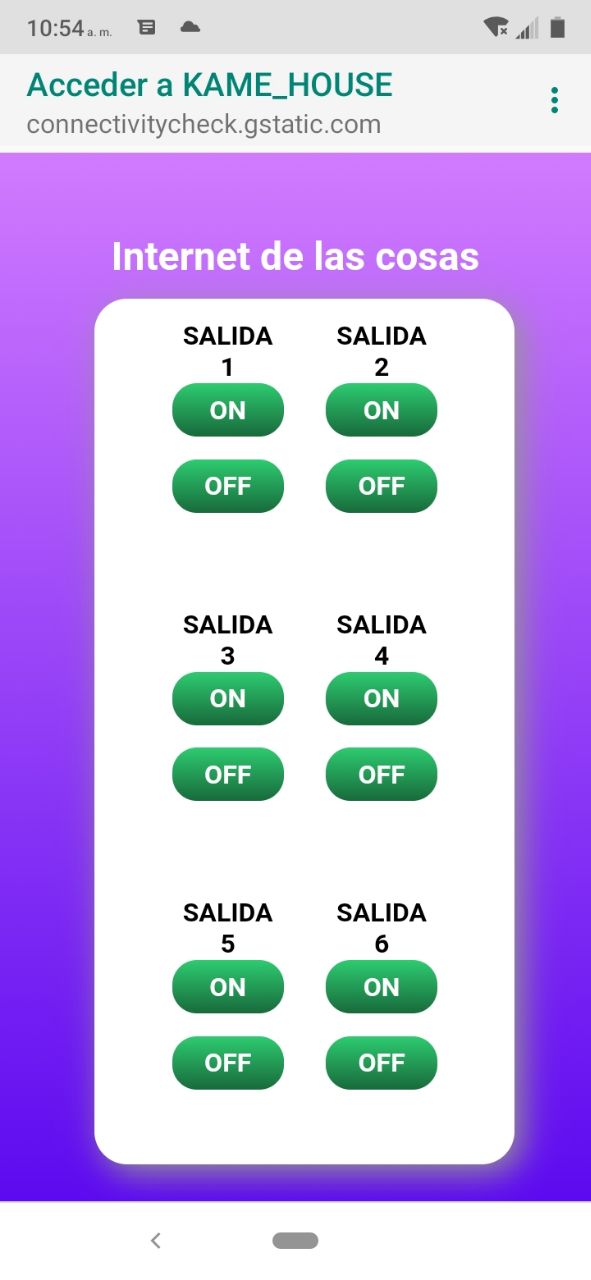 10:54 a. m.
Acceder a KAME_HOUSE
connectivitycheck.gstatic.com
Internet de las cosas
SALIDA 1
SALIDA 2
ON
ON
OFF
OFF
SALIDA 3
SALIDA 4
ON
ON
OFF
OFF
SALIDA 5
SALIDA 6
ON
ON
OFF
OFF